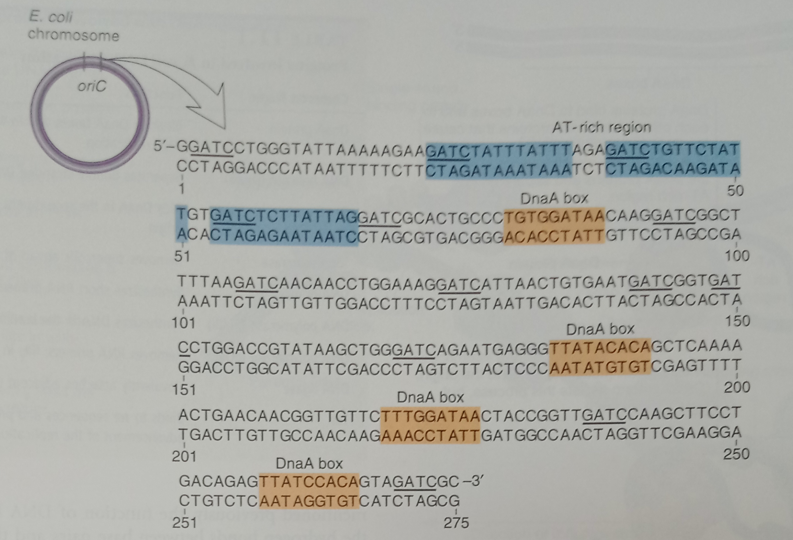 E. coli
chromosome
oriC
AT-rich region
5′–GGATCCTGGGTATTAAAAAGAAGATCTATTTATTTAGAGATCTGTTCTAT
CCTAGGACCCATAATTTTTCTTCTAGATAAATAAATCTCTAGACAAGATA
1 50
DnaA box
TGTGATCTCTTATTAGGATCGCACTGCCCTGTGGATAACAAGGATCGGCT
ACACTAGAGAATAATCCTAGCGTGACGGGACACCTATTGTTCCTAGCCGA
51 100
TTTAAGATCAACAACCTGGAAAGGATCATTAACTGTGAATGATCGGTGAT
AAATTCTAGTTGTTGGACCTTTCCTAGTAATTGACACTTACTAGCCACTA
101 150
DnaA box
CCTGGACCGTATAAGCTGGGATCAGAATGAGGGTTATACACAGCTCAAAA
GGACCTGGCATATTCGACCCTAGTCTTACTCCCAATATGTGTCGAGTTTT
151 200
DnaA box
ACTGAACAACGGTTGTTCTTTGGATAACTACCGGTTGATCCAAGCTTCCT
TGACTTGTTGCCAACAAGAAACCTATTGATGGCCAACTAGGTTCGAAGGA
201 250
DnaA box
GACAGAGTTATCCACAGTAGATCGC–3′
CTGTCTCAATAGGTGTCATCTAGCG
251 275